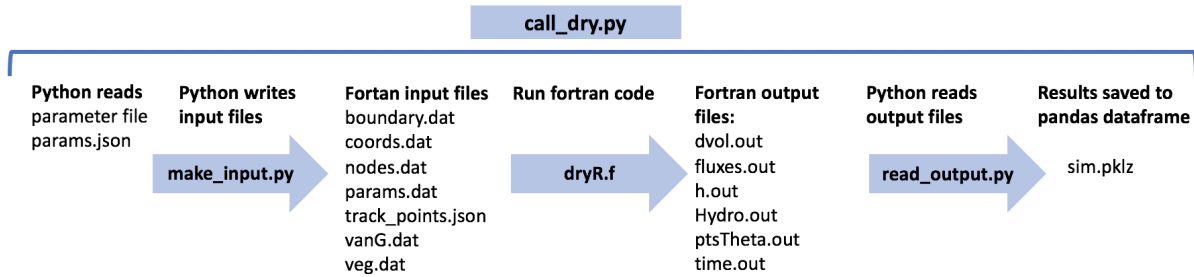 call_dry.py
Python reads
parameter file
params.json
Python writes
input files
make_input.py
Fortan input files
boundary.dat
coords.dat
nodes.dat
params.dat
track_points.json
vanG.dat
veg.dat
Run fortran code
dryR.f
Fortran output
files:
dvol.out
fluxes.out
h.out
Hydro.out
ptsTheta.out
time.out
Python reads
output files
read_output.py
Results saved to
pandas dataframe
sim.pklz